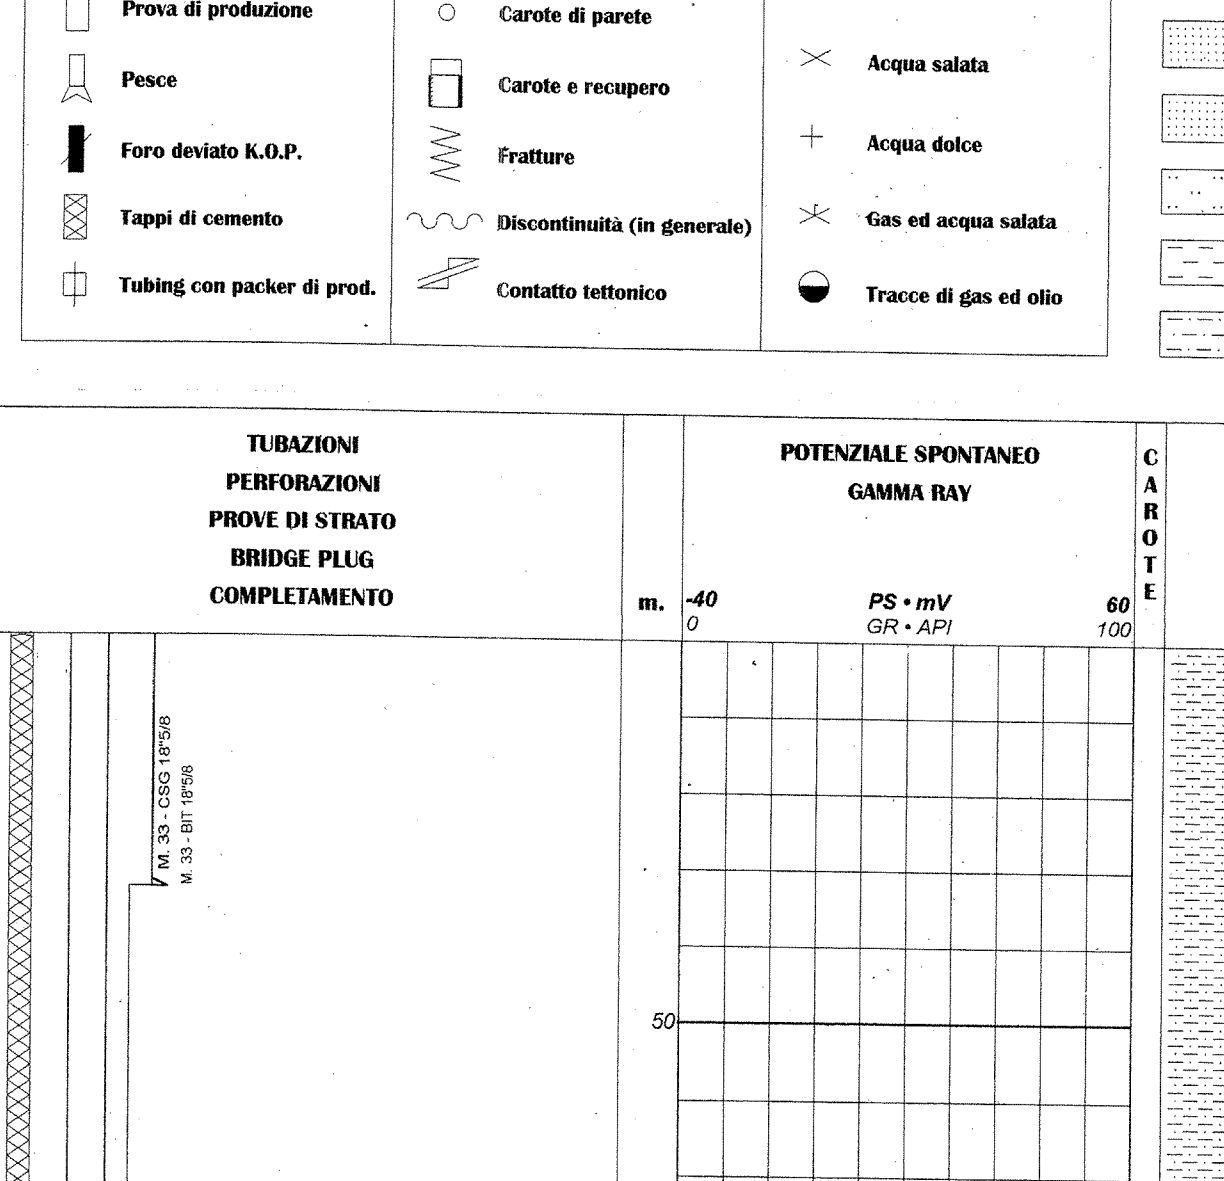 Prova di produzione
Pesce
Foro deviato K.O.P.
Tappi di cemento
Tubing con packer di prod.
Carote di parete
Carote e recupero
Fratture
Discontinuità (in generale)
Contatto tettonico
Acqua salata
Acqua dolce
Gas ed acqua salata
Tracce di gas ed olio
TUBAZIONI
PERFORAZIONI
PROVE DI STRATO
BRIDGE PLUG
COMPLETAMENTO
m.
POTENZIALE SPONTANEO
GAMMA RAY
-40 PS • mV 60
0 GR • API 100
CAROTE
M. 33 - CSG 18"5/8
M. 33 - BIT 18"5/8
50